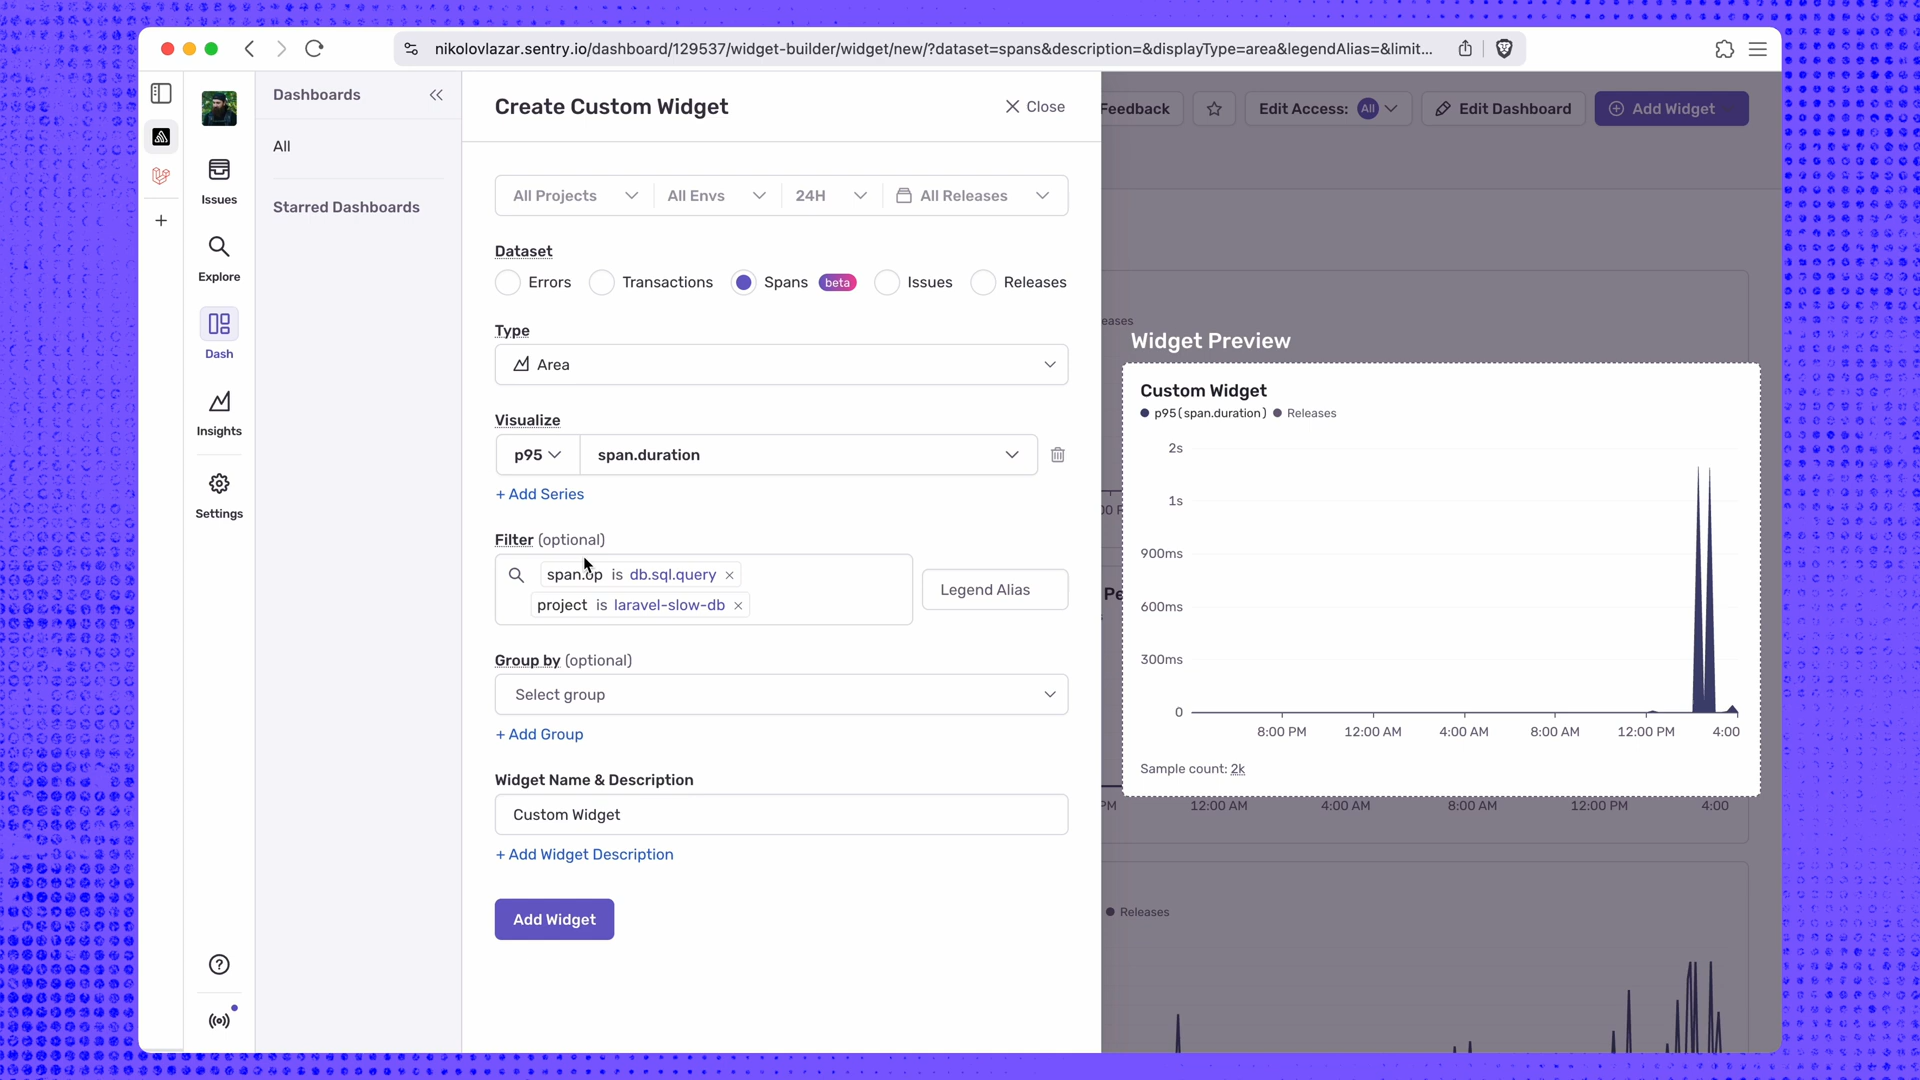 nikolovlazar.sentry.io/dashboard/129537/widget-builder/widget/new/?dataset=spans&description=&displayType=area&legendAlias=&limit...
Dashboards
All
Starred Dashboards
Issues
Explore
Dash
Insights
Settings
Create Custom Widget
Close
All Projects
All Envs
24H
All Releases
Dataset
Errors
Transactions
Spans beta
Issues
Releases
Type
Area
Visualize
p95
span.duration
+ Add Series
Filter (optional)
span.op is db.sql.query
project is laravel-slow-db
Legend Alias
Group by (optional)
Select group
+ Add Group
Widget Name & Description
Custom Widget
+ Add Widget Description
Add Widget
Feedback
Edit Access: All
Edit Dashboard
Add Widget
eases
Widget Preview
Custom Widget
p95(span.duration)
Releases
2s
1s
900ms
600ms
300ms
0
8:00 PM
12:00 AM
4:00 AM
8:00 AM
12:00 PM
4:00
Sample count: 2k
PM
12:00 AM
4:00 AM
8:00 AM
12:00 PM
4:00
Releases